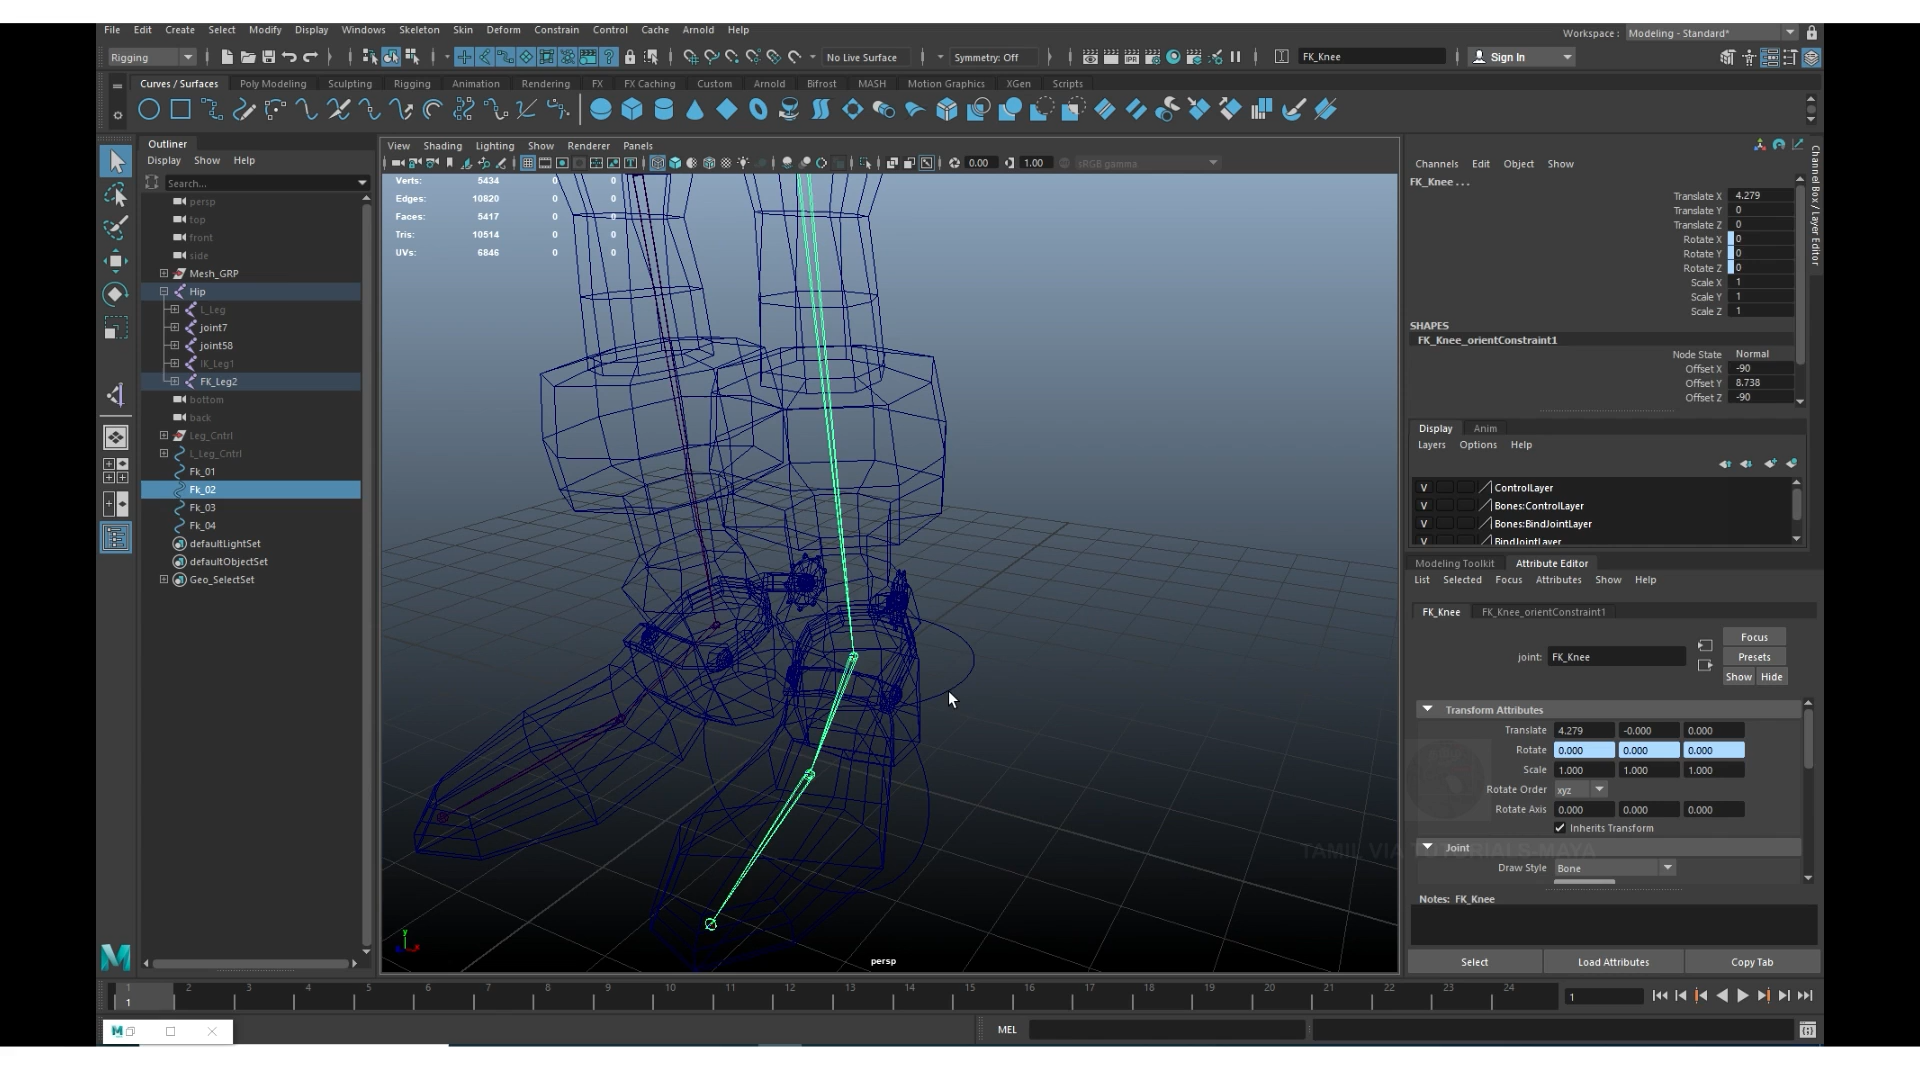 File Edit Create Select Modify Display Windows Skeleton Skin Deform Constrain Control Cache Arnold Help
Workspace : Modeling - Standard*
Rigging
No Live Surface
Symmetry: Off
FK_Knee
Sign In
Curves / Surfaces Poly Modeling Sculpting Rigging Animation Rendering FX FX Caching Custom Arnold Bifrost MASH Motion Graphics XGen Scripts
Outliner
Display Show Help
Search...
persp
top
front
side
Mesh_GRP
Hip
L_Leg
joint7
joint58
IK_Leg1
FK_Leg2
bottom
back
Leg_Cntrl
L_Leg_Cntrl
Fk_01
Fk_02
Fk_03
Fk_04
defaultLightSet
defaultObjectSet
Geo_SelectSet
View Shading Lighting Show Renderer Panels
0.00 1.00 sRGB gamma
Verts: 5434 0 0
Edges: 10820 0 0
Faces: 5417 0 0
Tris: 10514 0 0
UVs: 6846 0 0
persp
y
x
Channels Edit Object Show
FK_Knee . . .
Translate X 4.279
Translate Y 0
Translate Z 0
Rotate X 0
Rotate Y 0
Rotate Z 0
Scale X 1
Scale Y 1
Scale Z 1
SHAPES
FK_Knee_orientConstraint1
Node State Normal
Offset X -90
Offset Y 8.738
Offset Z -90
Channel Box / Layer Editor
Display Anim
Layers Options Help
V ControlLayer
V Bones:ControlLayer
V Bones:BindJointLayer
V BindJointLayer
Modeling Toolkit Attribute Editor
List Selected Focus Attributes Show Help
FK_Knee FK_Knee_orientConstraint1
joint: FK_Knee
Focus
Presets
Show Hide
Transform Attributes
Translate 4.279 -0.000 0.000
Rotate 0.000 0.000 0.000
Scale 1.000 1.000 1.000
Rotate Order xyz
Rotate Axis 0.000 0.000 0.000
Inherits Transform
Joint
TAMIL VIA TUTORIALS-MAYA
Draw Style Bone
Notes: FK_Knee
Select Load Attributes Copy Tab
1 2 3 4 5 6 7 8 9 10 11 12 13 14 15 16 17 18 19 20 21 22 23 24
1
1
M
MEL